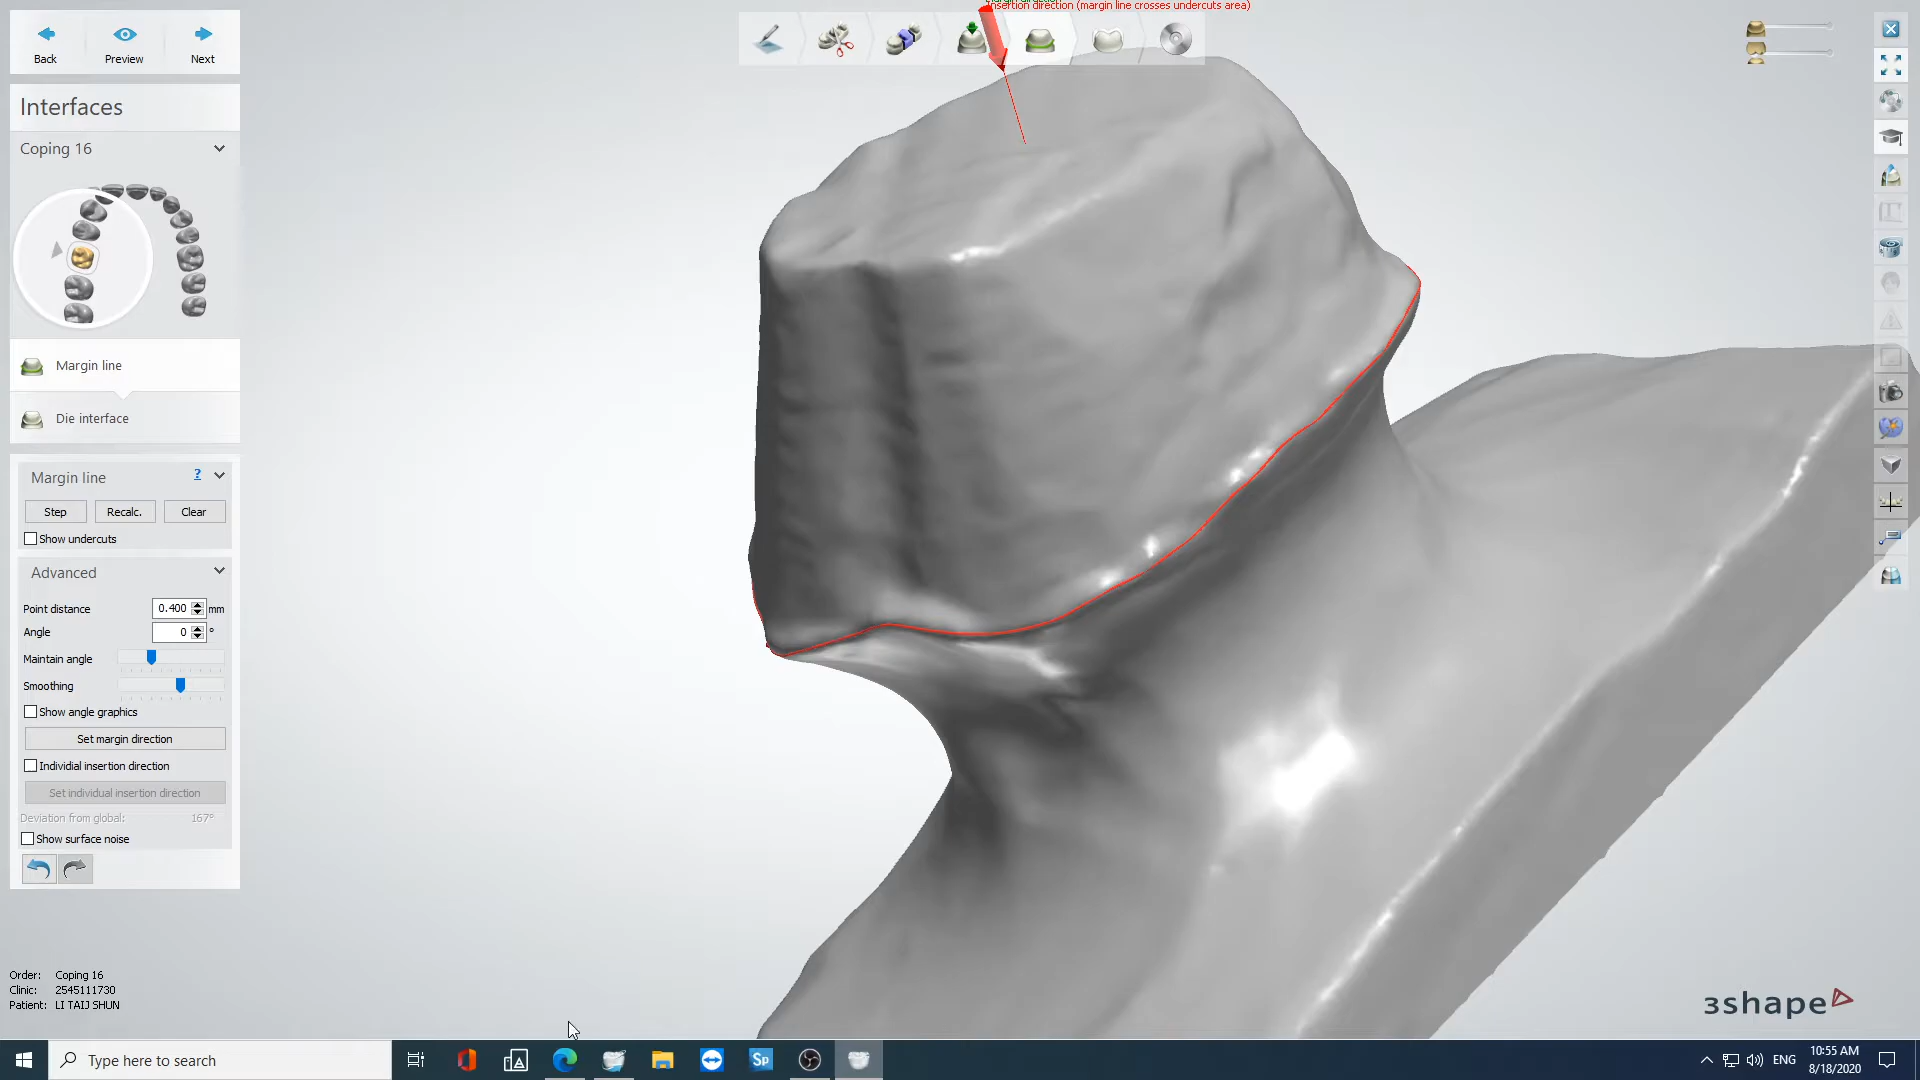 Insertion direction (margin line crosses undercuts area)
Back
Preview
Next
Interfaces
Coping 16
Margin line
Die interface
Margin line
?
Step
Recalc.
Clear
Show undercuts
Advanced
Point distance 0.400 mm
Angle 0 °
Maintain angle
Smoothing
Show angle graphics
Set margin direction
Individial insertion direction
Set individual insertion direction
Deviation from global: 167°
Show surface noise
Order: Coping 16
Clinic: 2545111730
Patient: LI TAIJ SHUN
3shape
Type here to search
Sp
ENG
10:55 AM
8/18/2020